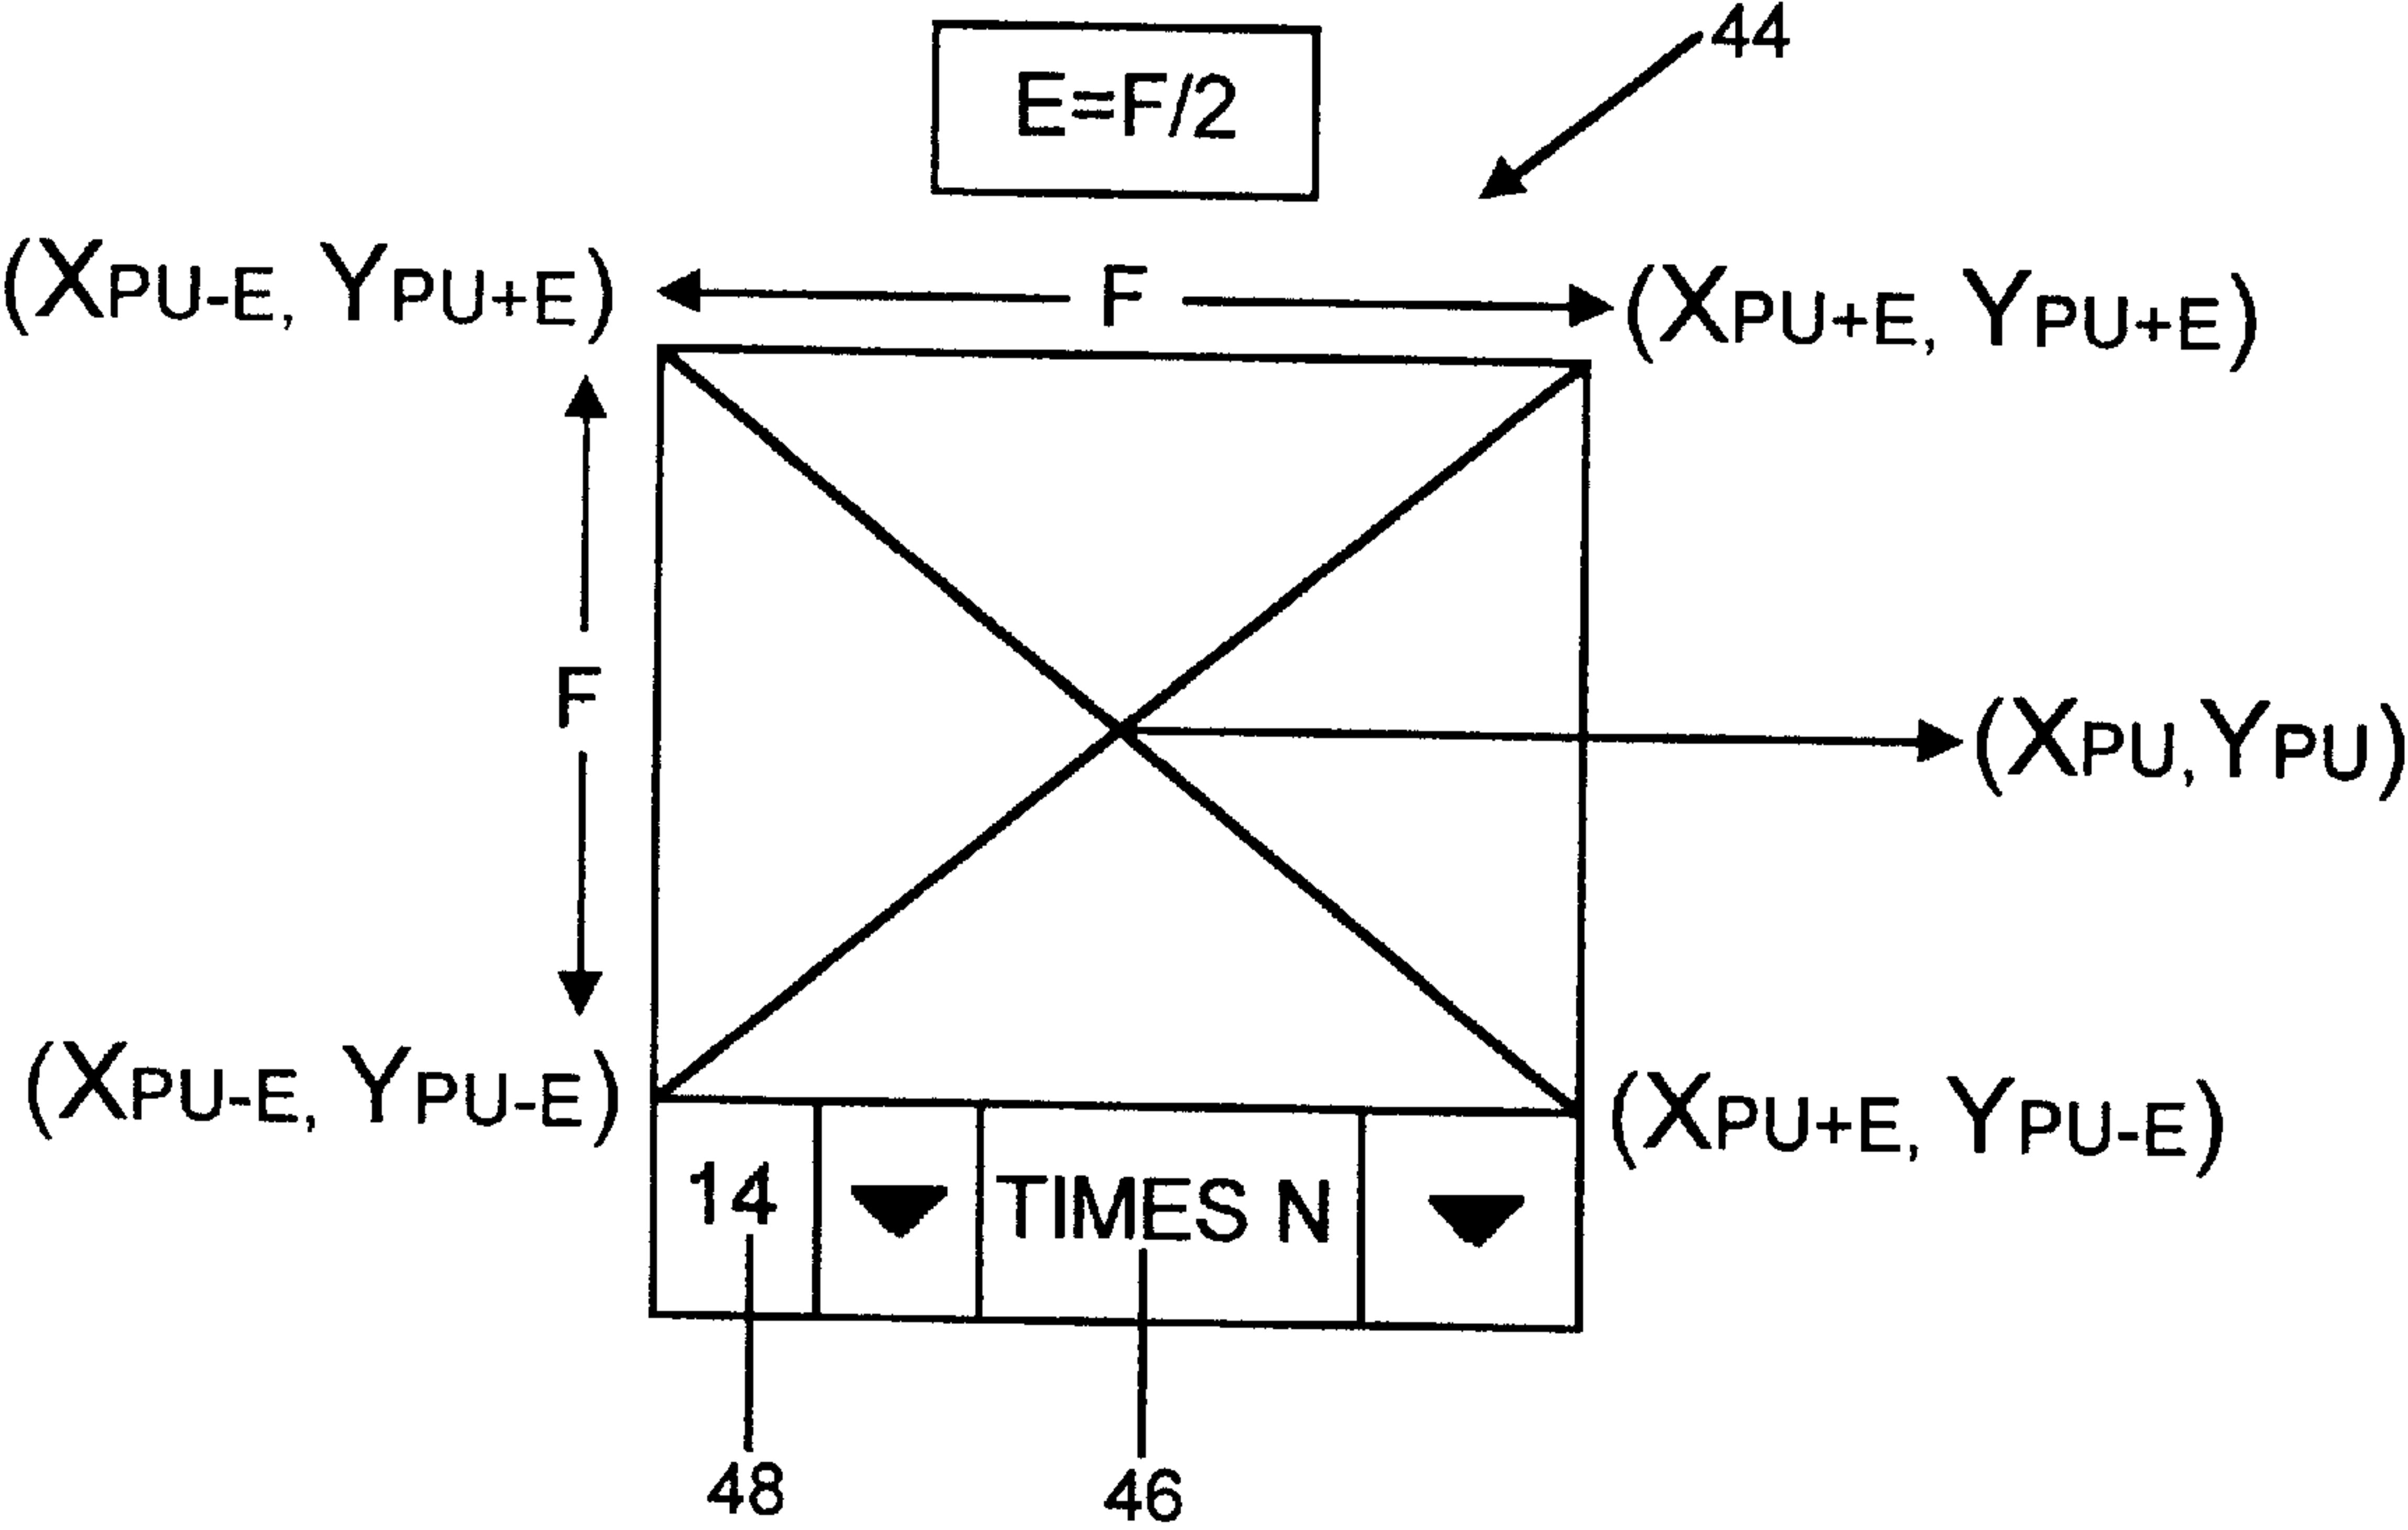 44
E=F/2
(XPU-E, YPU+E) F (XPU+E, YPU+E)
F
(XPU,YPU)
(XPU-E, YPU-E) (XPU+E, YPU-E)
14 TIMES N
48 46